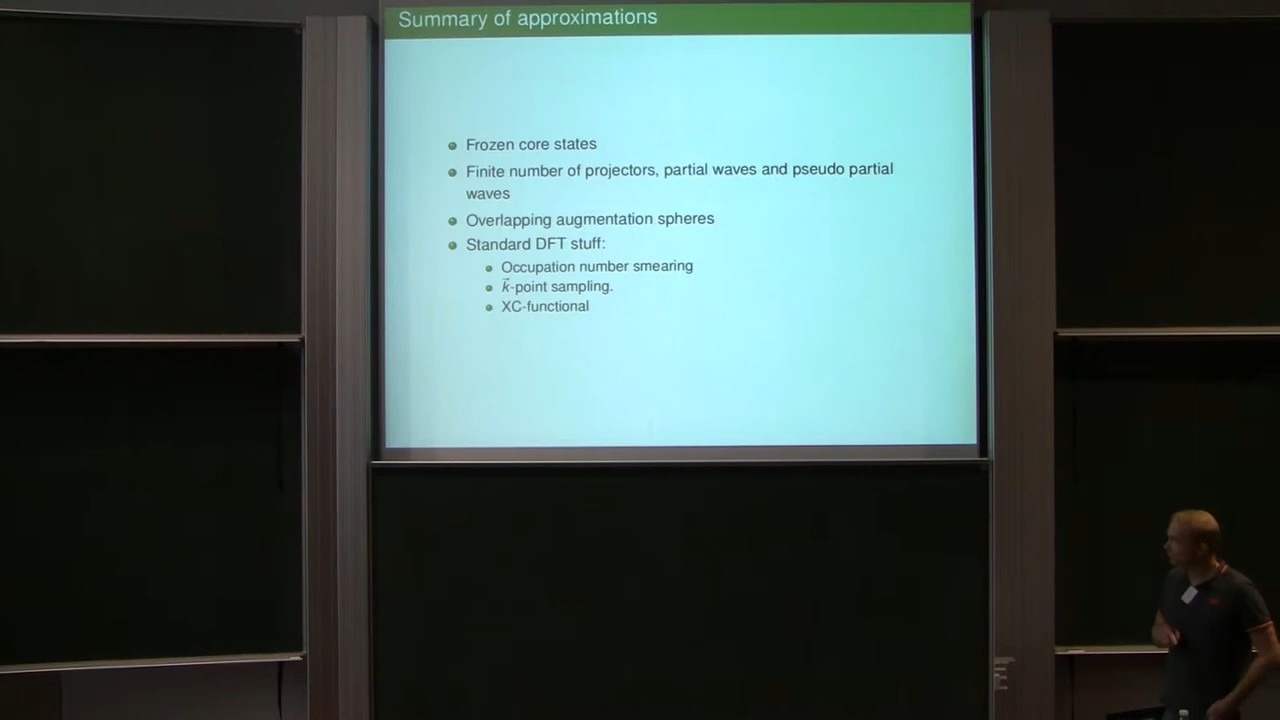 Summary of approximations
Frozen core states
Finite number of projectors, partial waves and pseudo partial
waves
Overlapping augmentation spheres
Standard DFT stuff:
Occupation number smearing
k⃗-point sampling.
XC-functional